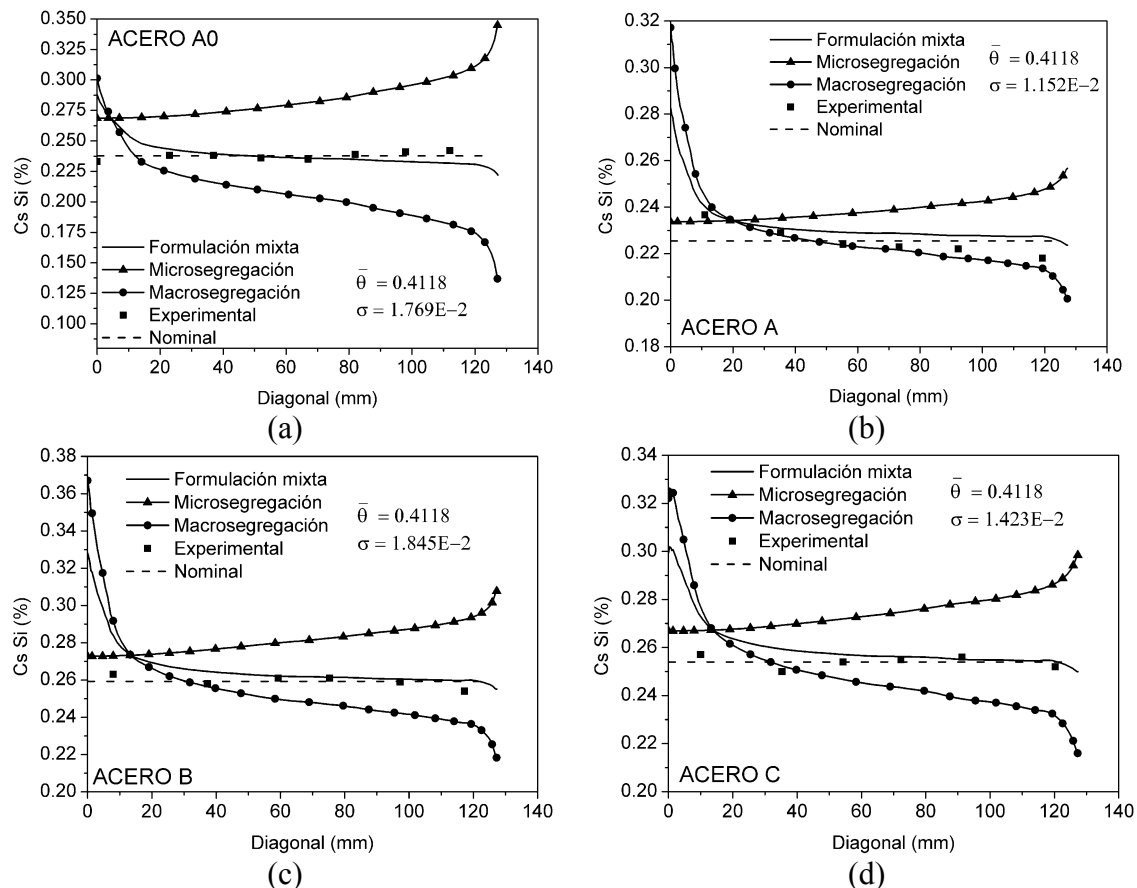 ACERO A0
Cs Si (%)
0.350
0.325
0.300
0.275
0.250
0.225
0.200
0.175
0.150
0.125
0.100
Formulación mixta
Microsegregación
Macrosegregación
Experimental
Nominal
θ̄ = 0.4118
σ = 1.769E−2
0 20 40 60 80 100 120 140
Diagonal (mm)
(a)
Cs Si (%)
0.32
0.30
0.28
0.26
0.24
0.22
0.20
0.18
Formulación mixta
Microsegregación
Macrosegregación
Experimental
Nominal
θ̄ = 0.4118
σ = 1.152E−2
ACERO A
0 20 40 60 80 100 120 140
Diagonal (mm)
(b)
Cs Si (%)
0.38
0.36
0.34
0.32
0.30
0.28
0.26
0.24
0.22
0.20
Formulación mixta
Microsegregación
Macrosegregación
Experimental
Nominal
θ̄ = 0.4118
σ = 1.845E−2
ACERO B
0 20 40 60 80 100 120 140
Diagonal (mm)
(c)
Cs Si (%)
0.34
0.32
0.30
0.28
0.26
0.24
0.22
0.20
Formulación mixta
Microsegregación
Macrosegregación
Experimental
Nominal
θ̄ = 0.4118
σ = 1.423E−2
ACERO C
0 20 40 60 80 100 120 140
Diagonal (mm)
(d)